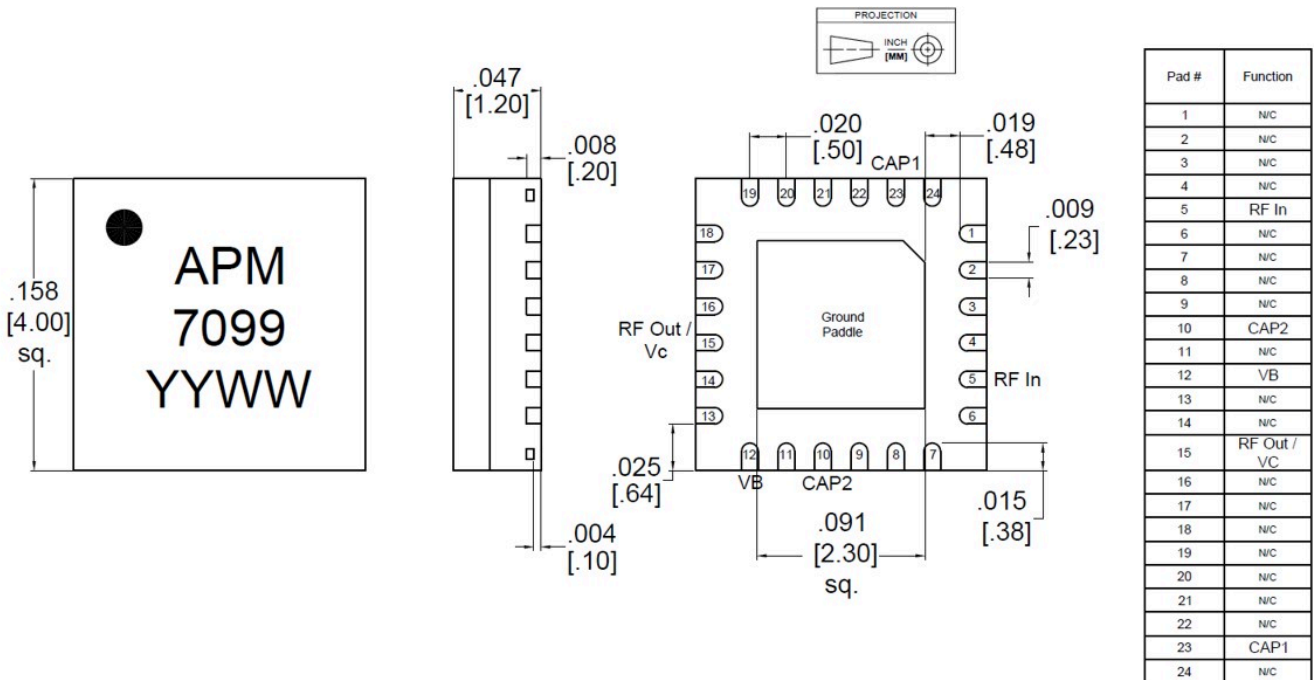 PROJECTION
INCH
[MM]
.047
[1.20]
.008
[.20]
.158
[4.00]
sq.
APM
7099
YYWW
.004
[.10]
.020
[.50]
CAP1
.019
[.48]
19 20 21 22 23 24
18
17
16
15
14
13
1
2
3
4
5
6
.009
[.23]
Ground
Paddle
RF Out /
Vc
RF In
12 11 10 9 8 7
VB
CAP2
.025
[.64]
.091
[2.30]
sq.
.015
[.38]
Pad # Function
1 N/C
2 N/C
3 N/C
4 N/C
5 RF In
6 N/C
7 N/C
8 N/C
9 N/C
10 CAP2
11 N/C
12 VB
13 N/C
14 N/C
15 RF Out /
VC
16 N/C
17 N/C
18 N/C
19 N/C
20 N/C
21 N/C
22 N/C
23 CAP1
24 N/C